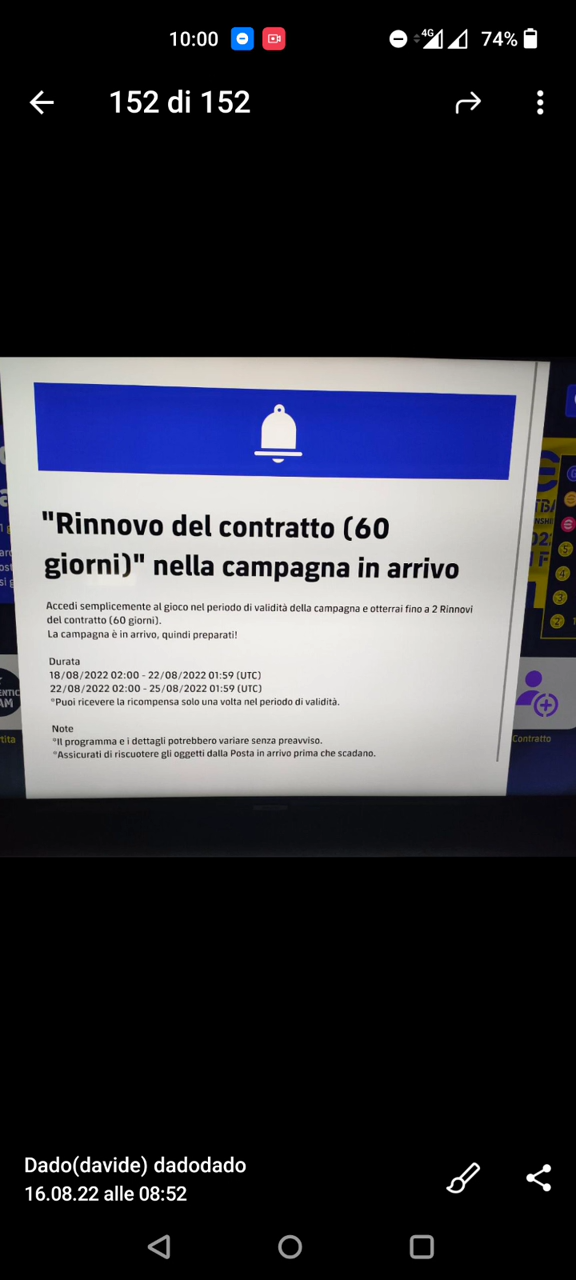 10:00
4G
74%
152 di 152
"Rinnovo del contratto (60
giorni)" nella campagna in arrivo
Accedi semplicemente al gioco nel periodo di validità della campagna e otterrai fino a 2 Rinnovi
del contratto (60 giorni).
La campagna è in arrivo, quindi preparati!
Durata
18/08/2022 02:00 - 22/08/2022 01:59 (UTC)
22/08/2022 02:00 - 25/08/2022 01:59 (UTC)
*Puoi ricevere la ricompensa solo una volta nel periodo di validità.
Note
*Il programma e i dettagli potrebbero variare senza preavviso.
*Assicurati di riscuotere gli oggetti dalla Posta in arrivo prima che scadano.
Contratto
Dado(davide) dadodado
16.08.22 alle 08:52